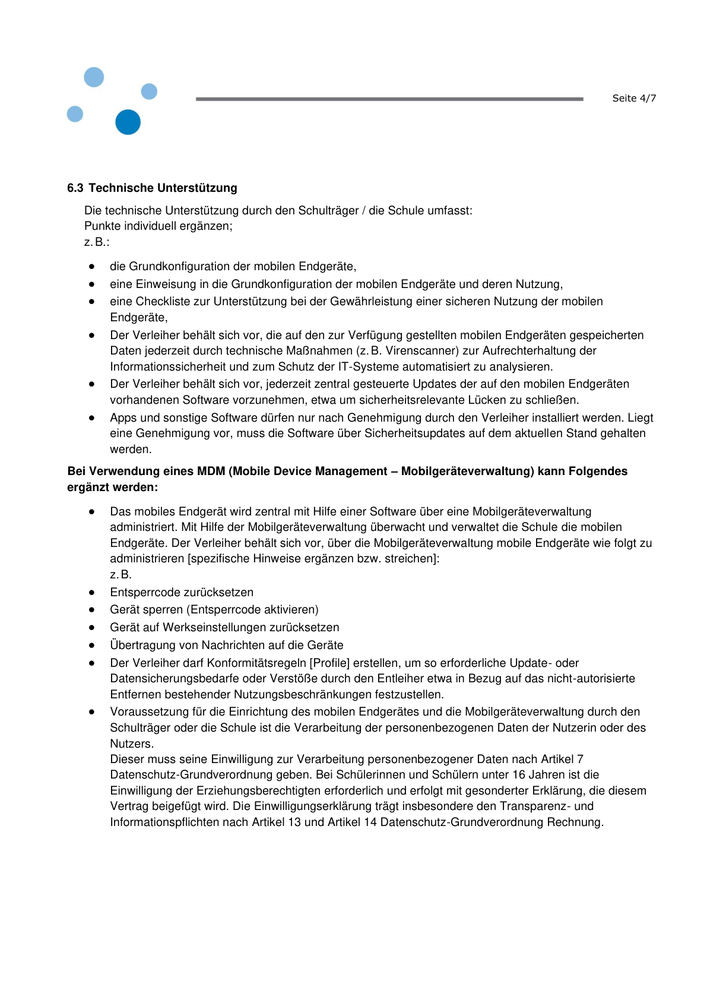 Seite 4/7
6.3 Technische Unterstützung
Die technische Unterstützung durch den Schulträger / die Schule umfasst:
Punkte individuell ergänzen;
z. B.:
● die Grundkonfiguration der mobilen Endgeräte,
● eine Einweisung in die Grundkonfiguration der mobilen Endgeräte und deren Nutzung,
● eine Checkliste zur Unterstützung bei der Gewährleistung einer sicheren Nutzung der mobilen
Endgeräte,
● Der Verleiher behält sich vor, die auf den zur Verfügung gestellten mobilen Endgeräten gespeicherten
Daten jederzeit durch technische Maßnahmen (z. B. Virenscanner) zur Aufrechterhaltung der
Informationssicherheit und zum Schutz der IT-Systeme automatisiert zu analysieren.
● Der Verleiher behält sich vor, jederzeit zentral gesteuerte Updates der auf den mobilen Endgeräten
vorhandenen Software vorzunehmen, etwa um sicherheitsrelevante Lücken zu schließen.
● Apps und sonstige Software dürfen nur nach Genehmigung durch den Verleiher installiert werden. Liegt
eine Genehmigung vor, muss die Software über Sicherheitsupdates auf dem aktuellen Stand gehalten
werden.
Bei Verwendung eines MDM (Mobile Device Management – Mobilgeräteverwaltung) kann Folgendes
ergänzt werden:
● Das mobiles Endgerät wird zentral mit Hilfe einer Software über eine Mobilgeräteverwaltung
administriert. Mit Hilfe der Mobilgeräteverwaltung überwacht und verwaltet die Schule die mobilen
Endgeräte. Der Verleiher behält sich vor, über die Mobilgeräteverwaltung mobile Endgeräte wie folgt zu
administrieren [spezifische Hinweise ergänzen bzw. streichen]:
z. B.
● Entsperrcode zurücksetzen
● Gerät sperren (Entsperrcode aktivieren)
● Gerät auf Werkseinstellungen zurücksetzen
● Übertragung von Nachrichten auf die Geräte
● Der Verleiher darf Konformitätsregeln [Profile] erstellen, um so erforderliche Update- oder
Datensicherungsbedarfe oder Verstöße durch den Entleiher etwa in Bezug auf das nicht-autorisierte
Entfernen bestehender Nutzungsbeschränkungen festzustellen.
● Voraussetzung für die Einrichtung des mobilen Endgerätes und die Mobilgeräteverwaltung durch den
Schulträger oder die Schule ist die Verarbeitung der personenbezogenen Daten der Nutzerin oder des
Nutzers.
Dieser muss seine Einwilligung zur Verarbeitung personenbezogener Daten nach Artikel 7
Datenschutz-Grundverordnung geben. Bei Schülerinnen und Schülern unter 16 Jahren ist die
Einwilligung der Erziehungsberechtigten erforderlich und erfolgt mit gesonderter Erklärung, die diesem
Vertrag beigefügt wird. Die Einwilligungserklärung trägt insbesondere den Transparenz- und
Informationspflichten nach Artikel 13 und Artikel 14 Datenschutz-Grundverordnung Rechnung.